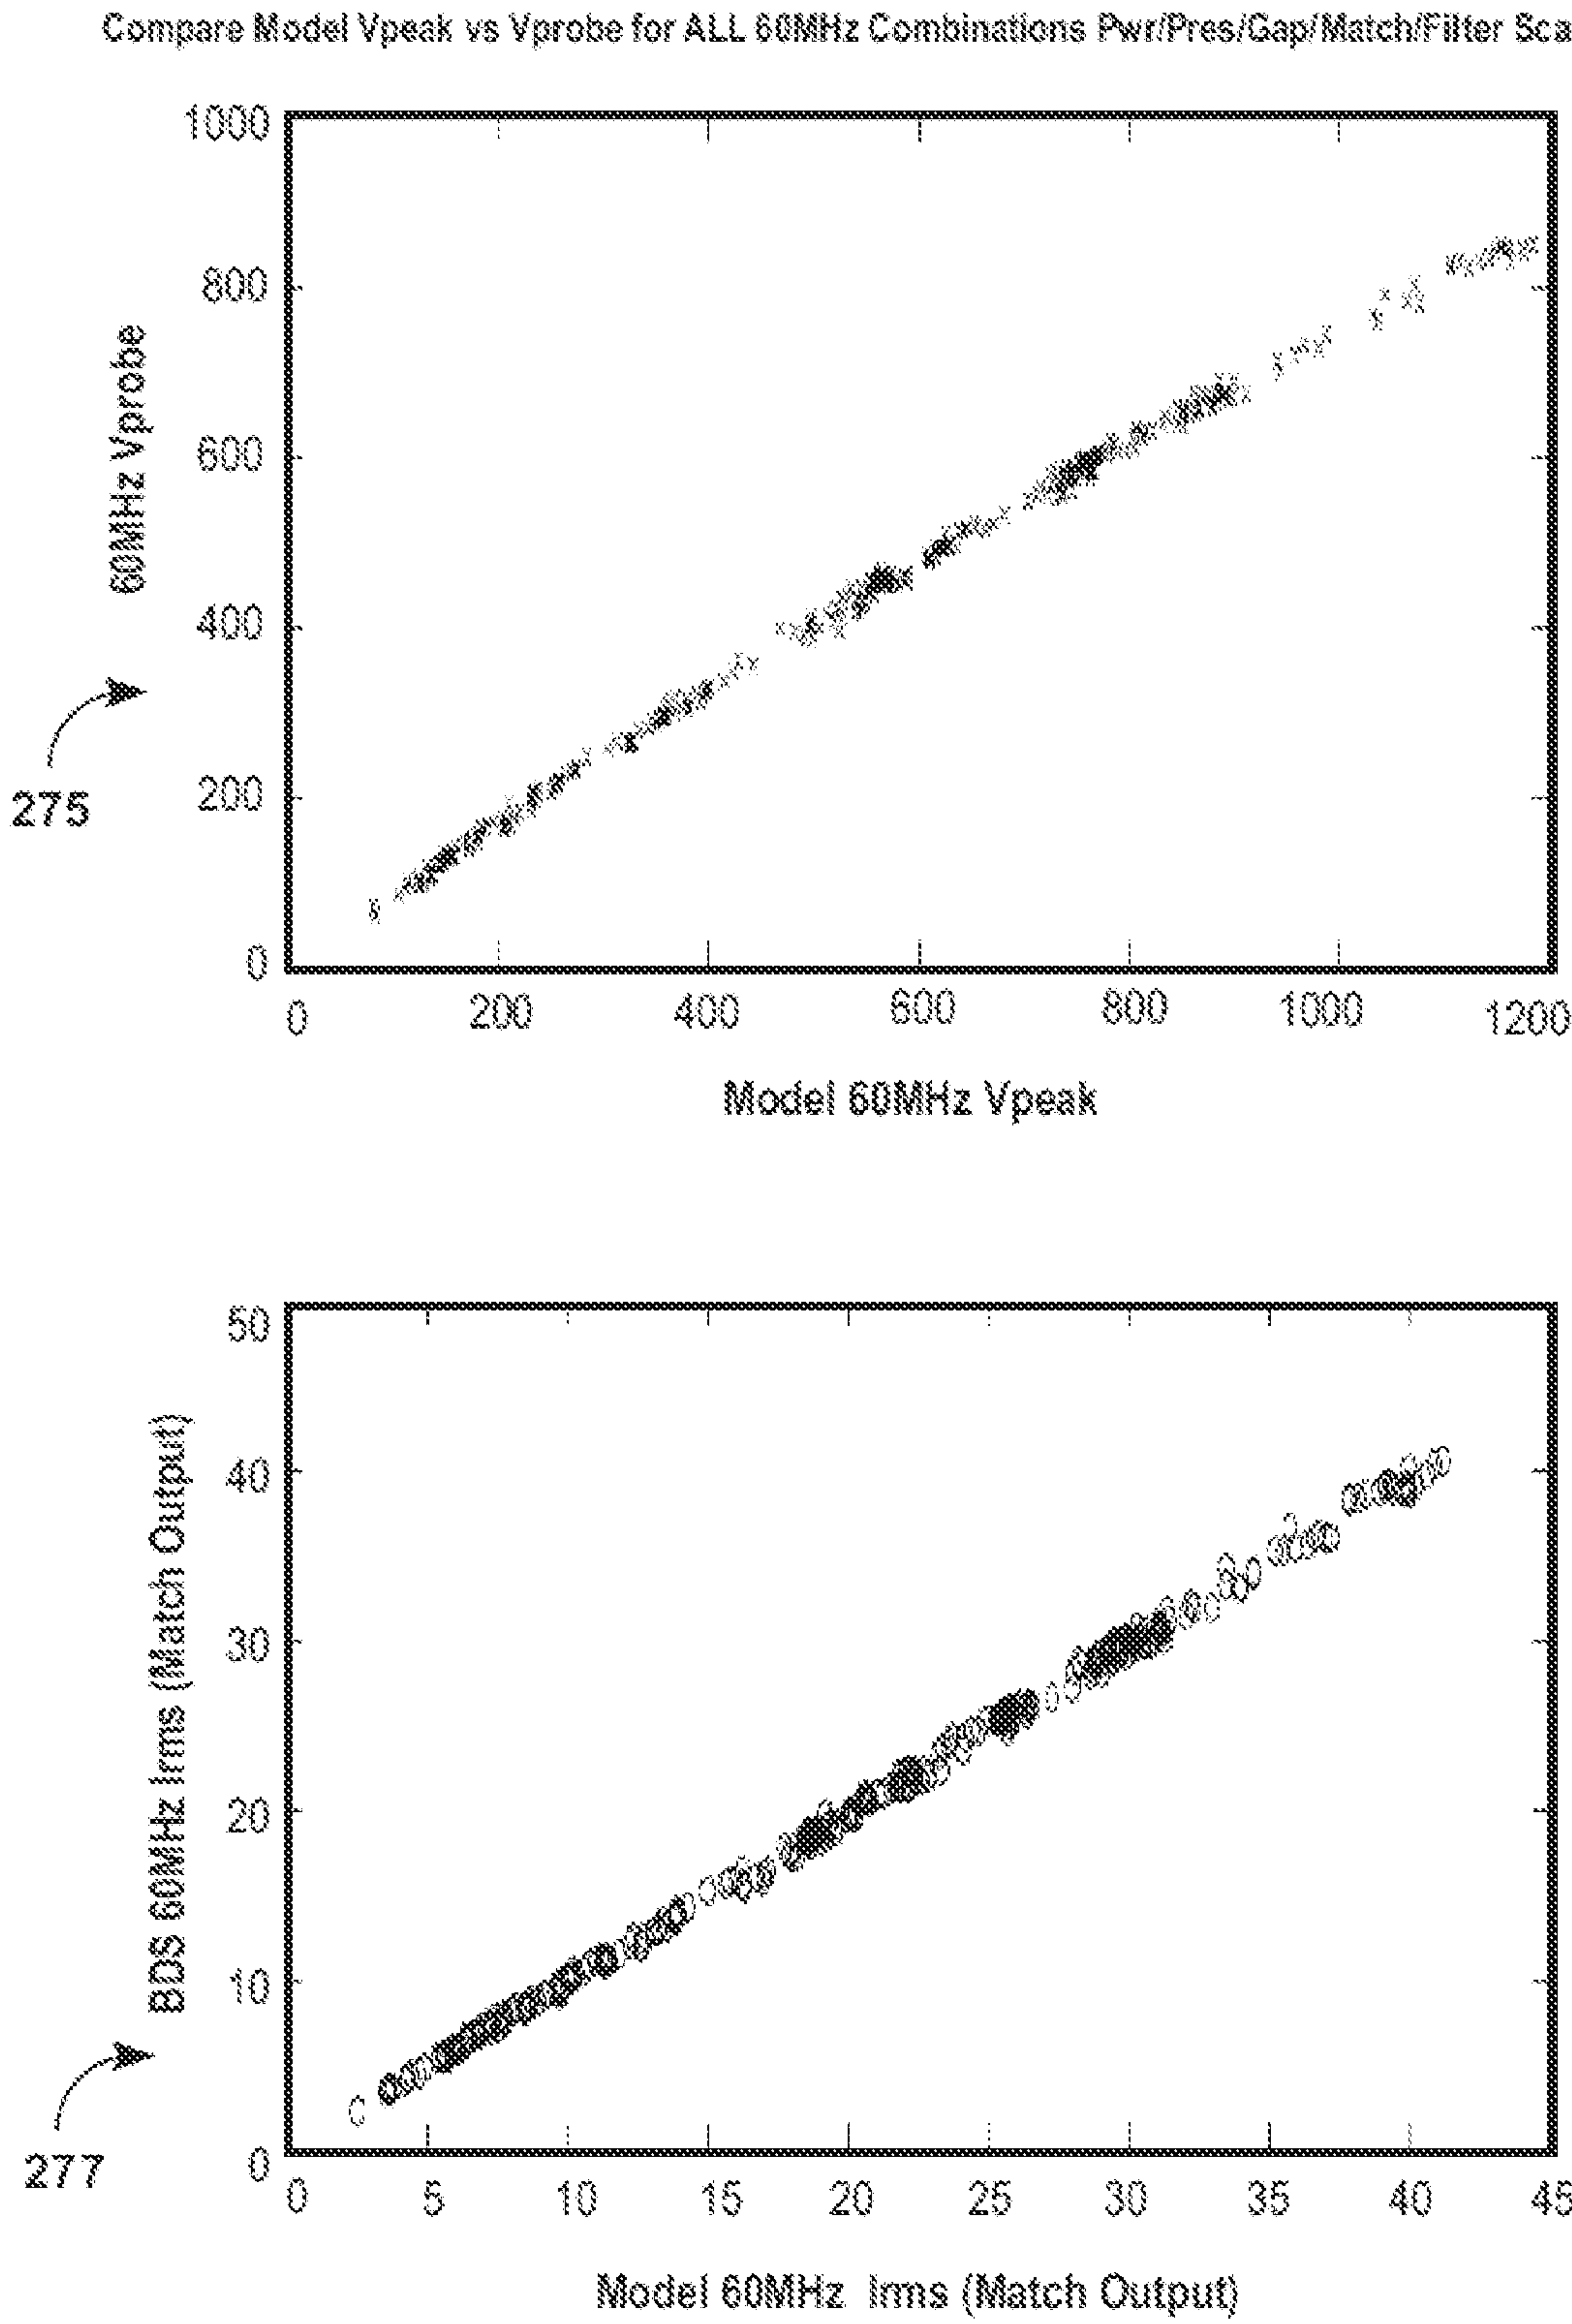 Compare Model Vpeak vs Vprobe for ALL 60MHz Combinations Pwr/Pres/Gap/Match/Filter Sca
1000
800
600
400
200
0
60MHz Vprobe
275
0 200 400 600 800 1000 1200
Model 60MHz Vpeak
50
40
30
20
10
0
BDS 60MHz Irms (Match Output)
277
0 5 10 15 20 25 30 35 40 45
Model 60MHz Irms (Match Output)